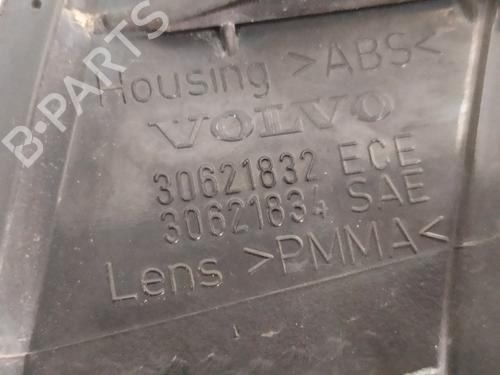 B-PARTS
Housing >ABS<
VOLVO
30621832 ECE
30621834 SAE
Lens >PMMA<